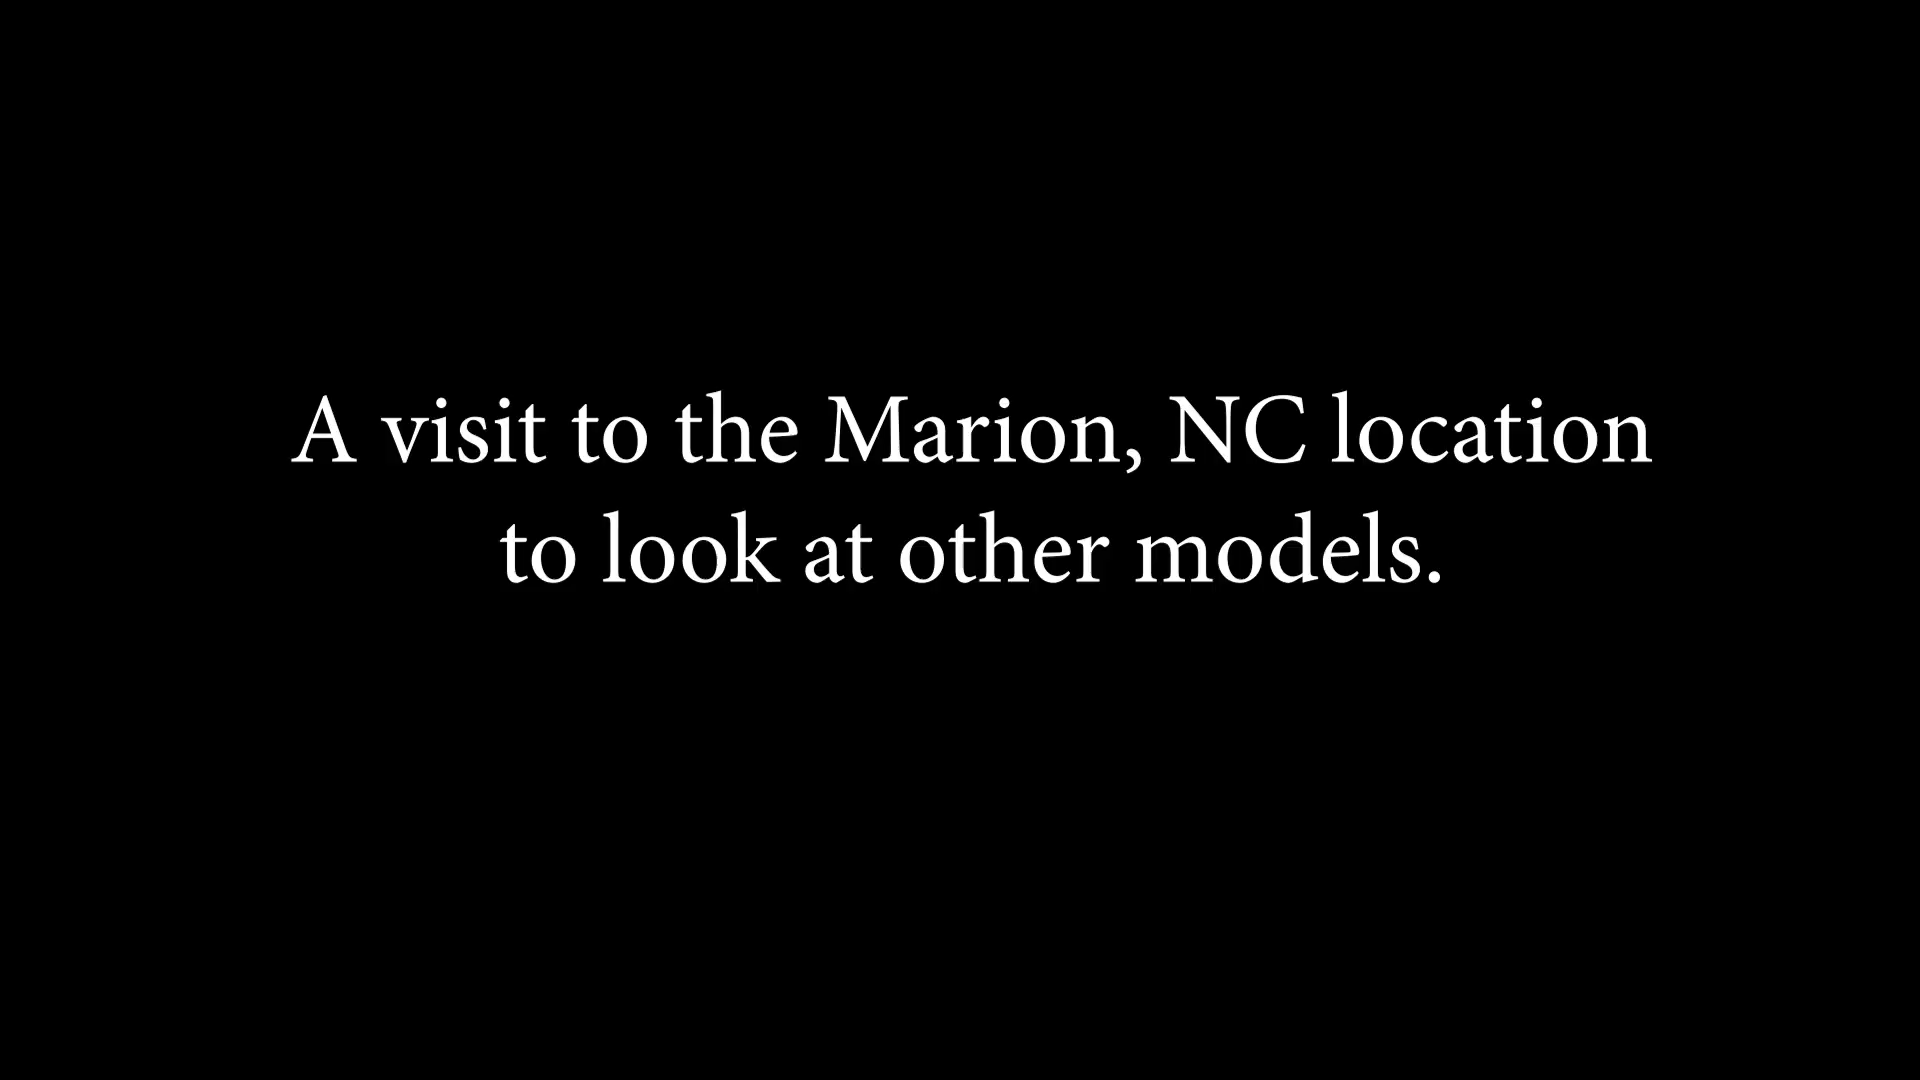 A visit to the Marion, NC location
to look at other models.